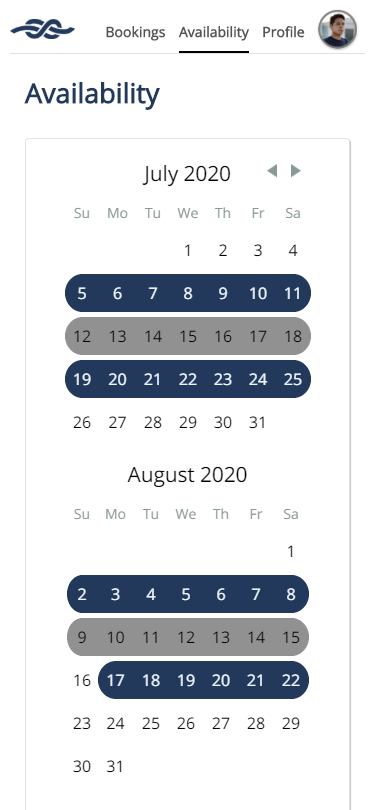 Bookings Availability Profile
Availability
July 2020
Su Mo Tu We Th Fr Sa
1 2 3 4
5 6 7 8 9 10 11
12 13 14 15 16 17 18
19 20 21 22 23 24 25
26 27 28 29 30 31
August 2020
Su Mo Tu We Th Fr Sa
1
2 3 4 5 6 7 8
9 10 11 12 13 14 15
16 17 18 19 20 21 22
23 24 25 26 27 28 29
30 31